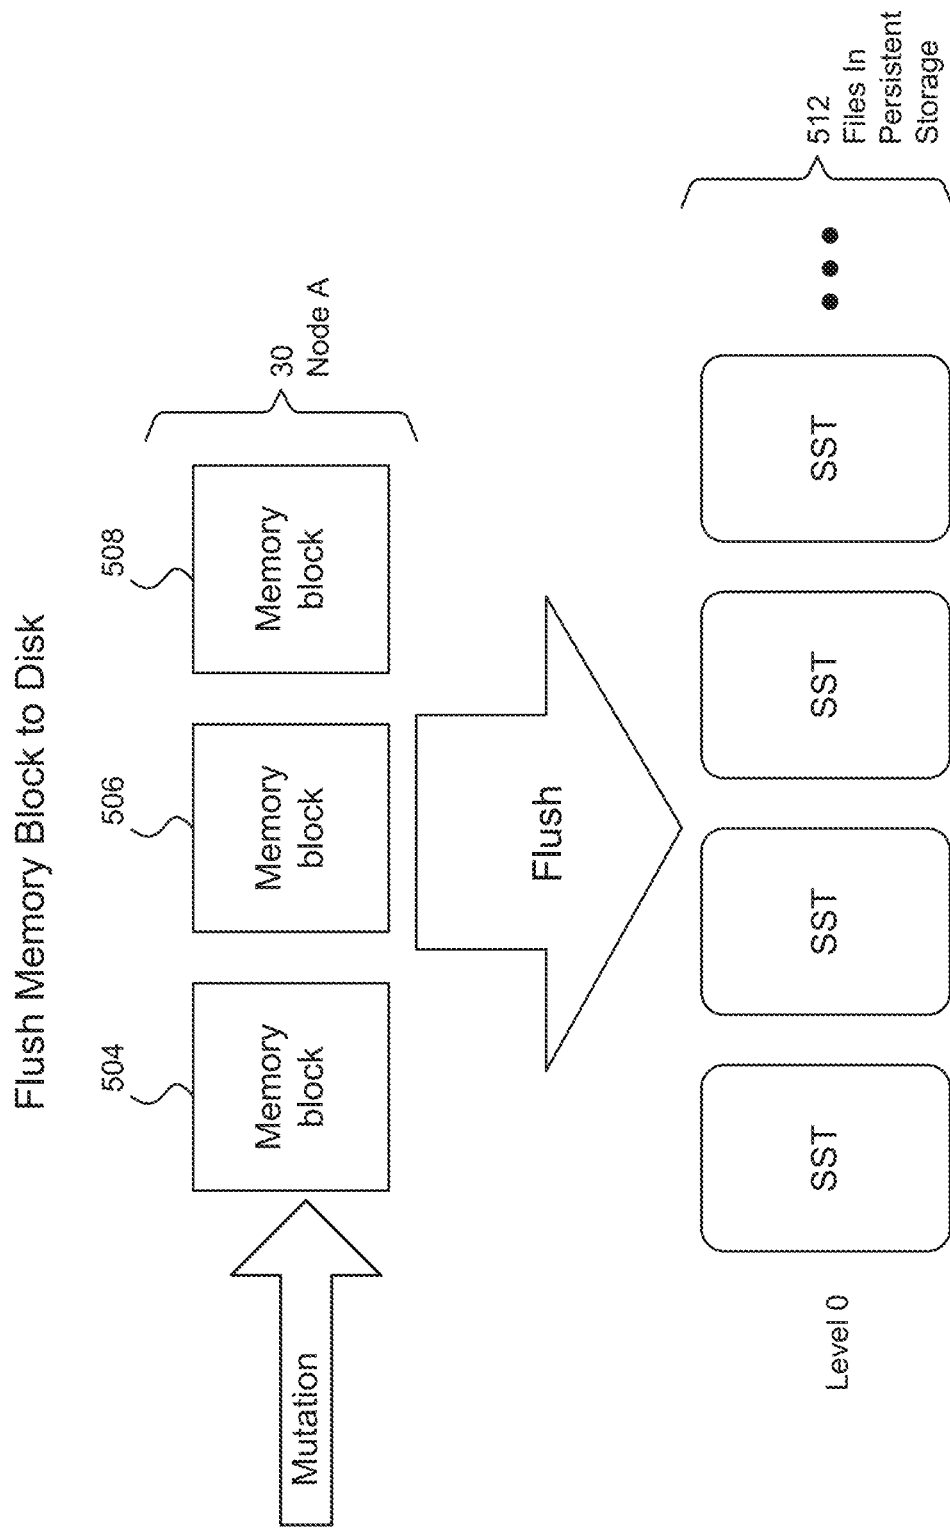 Flush Memory Block to Disk
504
506
508
Mutation
Memory
block
Memory
block
Memory
block
30
Node A
Flush
Level 0
SST
SST
SST
SST
512
Files In
Persistent
Storage